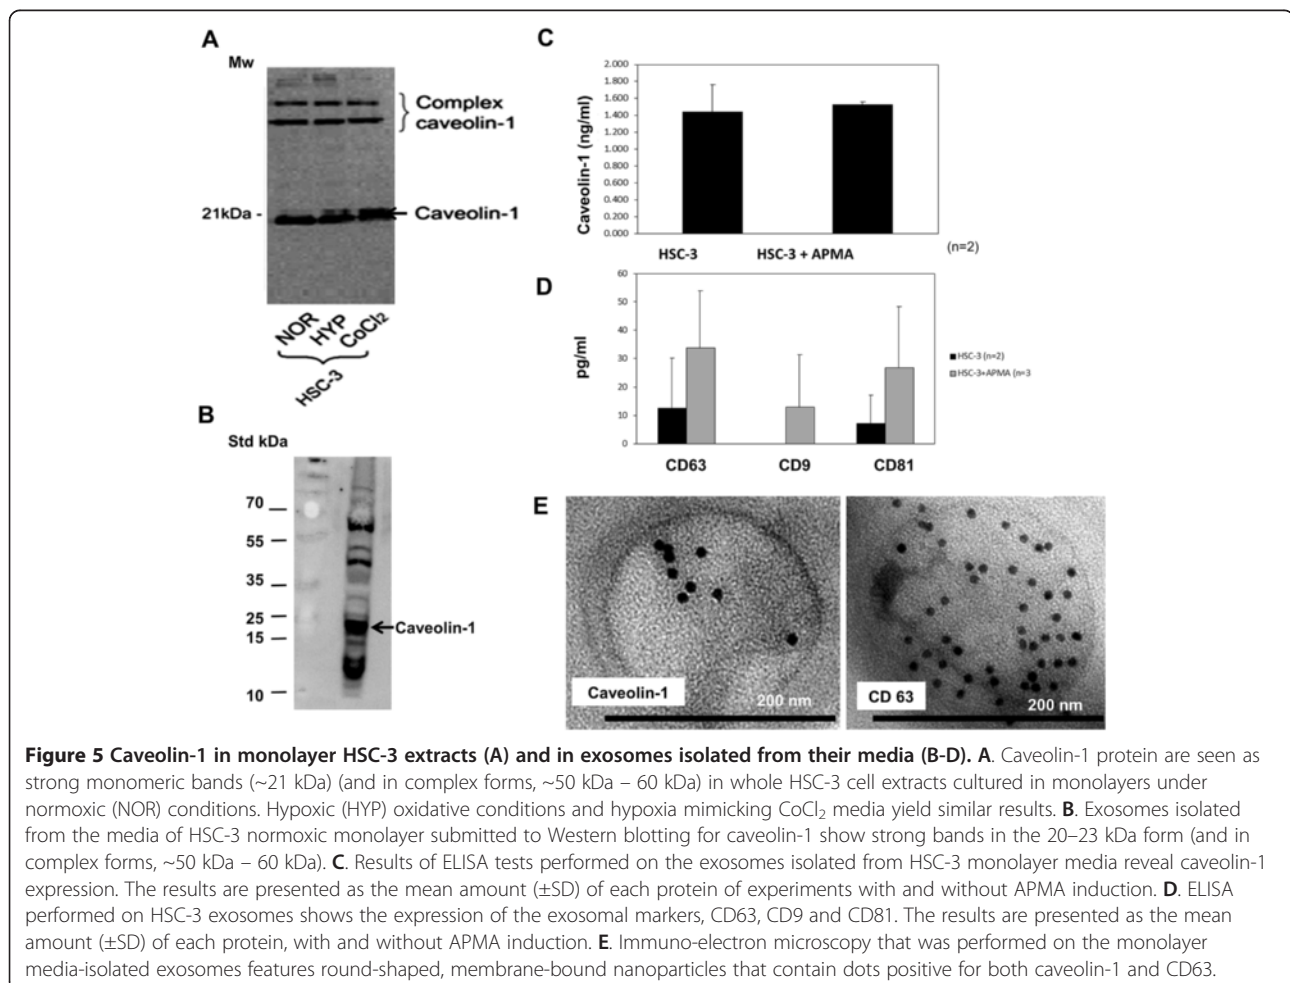 A
Mw
Complex
caveolin-1
21kDa -
Caveolin-1
NOR
HYP
CoCl₂
HSC-3
B
Std kDa
70
55
35
25
15
10
Caveolin-1
C
Caveolin-1 (ng/ml)
2.000
1.800
1.600
1.400
1.200
1.000
0.800
0.600
0.400
0.200
0.000
HSC-3
HSC-3 + APMA
(n=2)
D
pg/ml
60
50
40
30
20
10
0
CD63
CD9
CD81
HSC-3 (n=2)
HSC-3+APMA (n=3
E
Caveolin-1
200 nm
CD 63
200 nm
Figure 5 Caveolin-1 in monolayer HSC-3 extracts (A) and in exosomes isolated from their media (B-D). A. Caveolin-1 protein are seen as
strong monomeric bands (~21 kDa) (and in complex forms, ~50 kDa – 60 kDa) in whole HSC-3 cell extracts cultured in monolayers under
normoxic (NOR) conditions. Hypoxic (HYP) oxidative conditions and hypoxia mimicking CoCl₂ media yield similar results. B. Exosomes isolated
from the media of HSC-3 normoxic monolayer submitted to Western blotting for caveolin-1 show strong bands in the 20–23 kDa form (and in
complex forms, ~50 kDa – 60 kDa). C. Results of ELISA tests performed on the exosomes isolated from HSC-3 monolayer media reveal caveolin-1
expression. The results are presented as the mean amount (±SD) of each protein of experiments with and without APMA induction. D. ELISA
performed on HSC-3 exosomes shows the expression of the exosomal markers, CD63, CD9 and CD81. The results are presented as the mean
amount (±SD) of each protein, with and without APMA induction. E. Immuno-electron microscopy that was performed on the monolayer
media-isolated exosomes features round-shaped, membrane-bound nanoparticles that contain dots positive for both caveolin-1 and CD63.